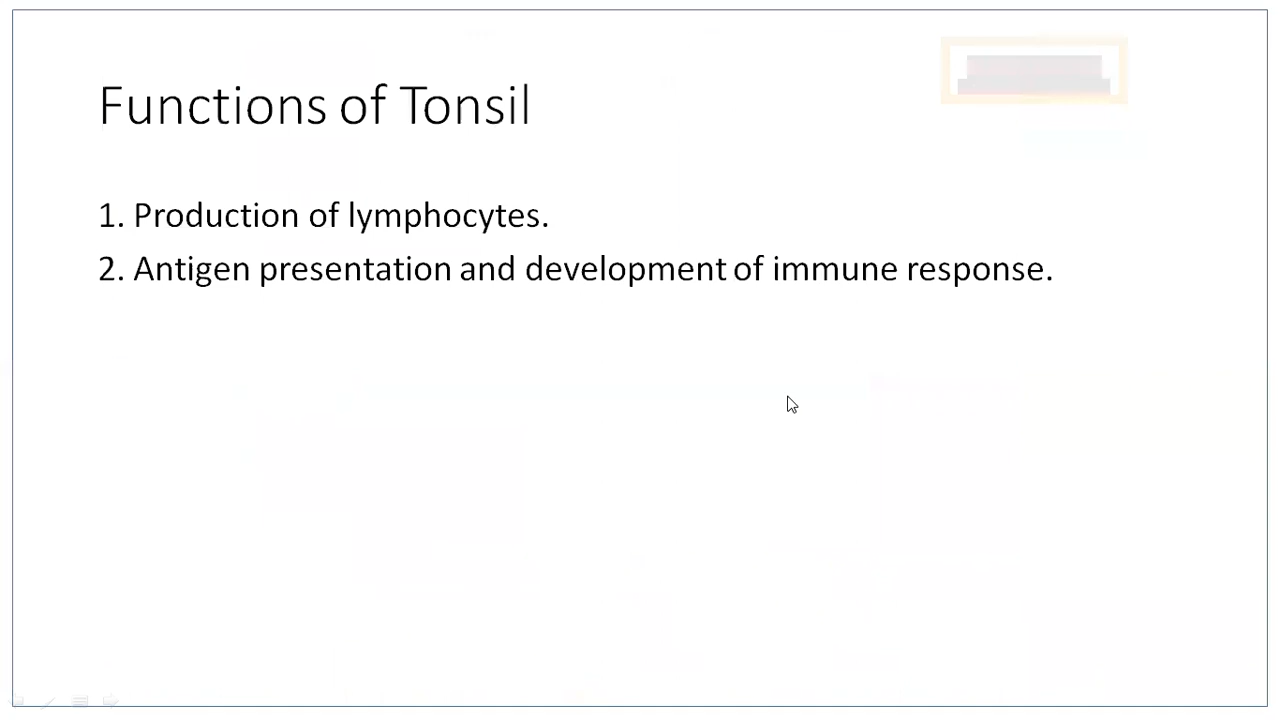 Functions of Tonsil
1. Production of lymphocytes.
2. Antigen presentation and development of immune response.